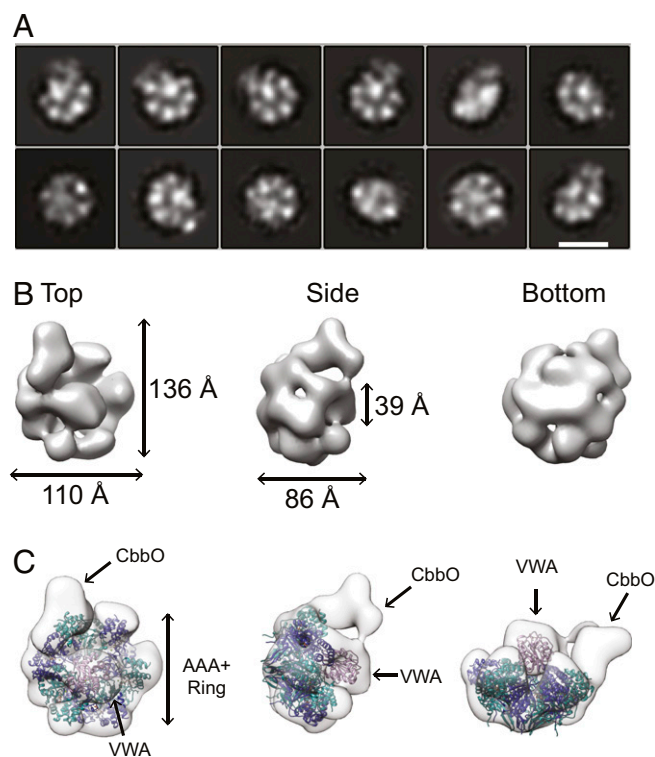 A
B
Top
Side
Bottom
136 Å
39 Å
110 Å
86 Å
C
CbbO
CbbO
VWA
CbbO
AAA+
Ring
VWA
VWA